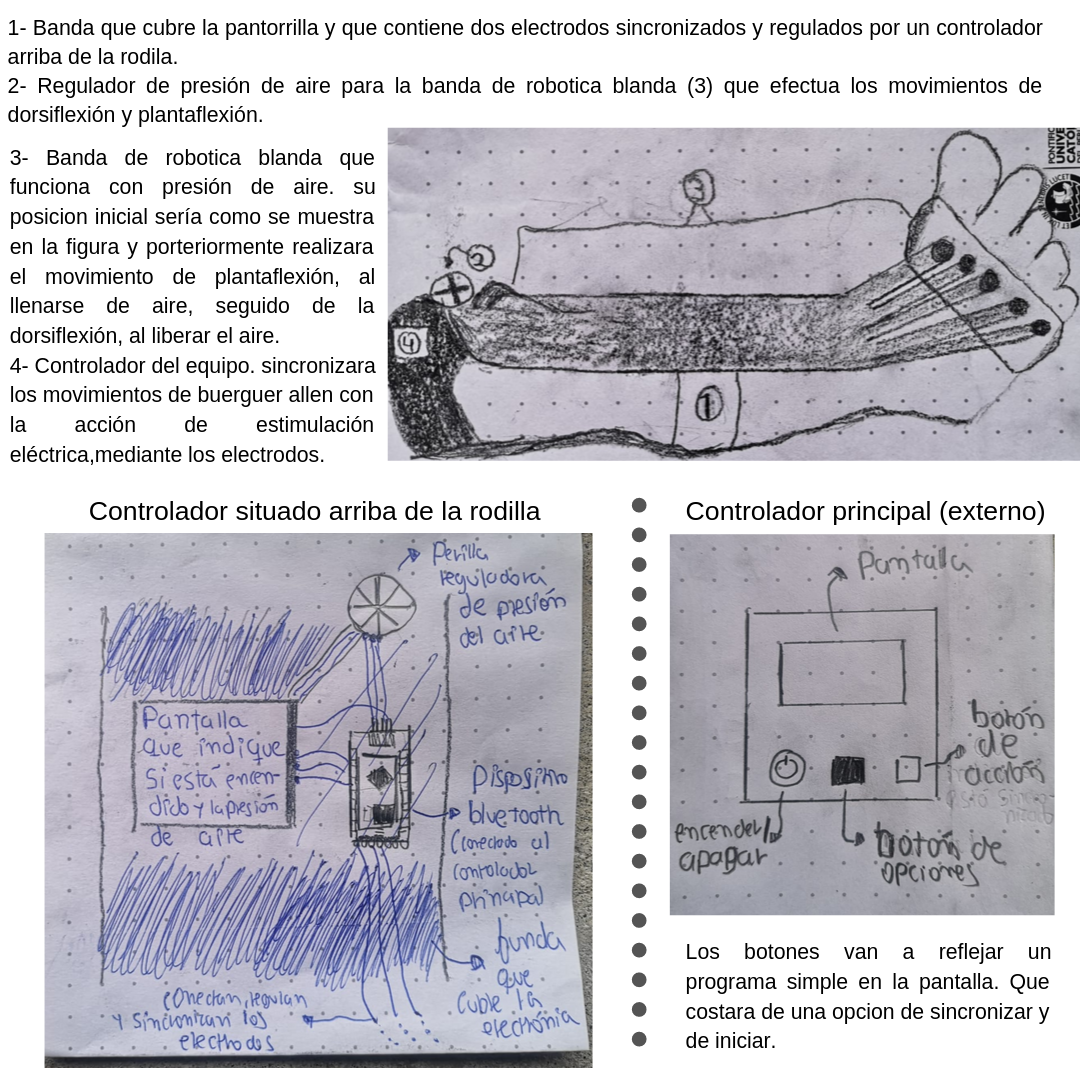 1- Banda que cubre la pantorrilla y que contiene dos electrodos sincronizados y regulados por un controlador
arriba de la rodila.
2- Regulador de presión de aire para la banda de robotica blanda (3) que efectua los movimientos de
dorsiflexión y plantaflexión.
3- Banda de robotica blanda que
funciona con presión de aire. su
posicion inicial sería como se muestra
en la figura y porteriormente realizara
el movimiento de plantaflexión, al
llenarse de aire, seguido de la
dorsiflexión, al liberar el aire.
4- Controlador del equipo. sincronizara
los movimientos de buerguer allen con
la acción de estimulación
eléctrica,mediante los electrodos.
3
2
4
1
PONTIFIC
UNIVE
CATÓ
LUCET
Controlador situado arriba de la rodilla
Perilla
reguladora
de presión
del aire.
Pantalla
que indique
si está encen-
dido y la presión
de aire
Dispositivo
bluetooth
(conectado al
controlador
principal)
funda
que
cubre la
electrónia
Conectan, regulan
y sincronizan los
electrodos
Controlador principal (externo)
Pantalla
botón
de
acción
encender/
apagar
botón de
opciones
Los botones van a reflejar un
programa simple en la pantalla. Que
costara de una opcion de sincronizar y
de iniciar.